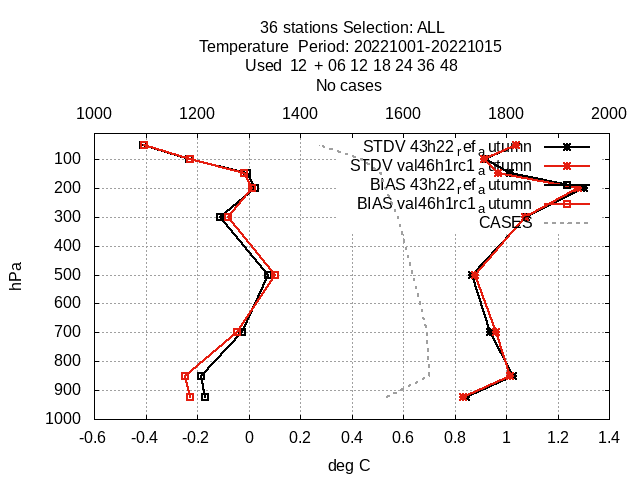 36 stations Selection: ALL
Temperature Period: 20221001-20221015
Used 12 + 06 12 18 24 36 48
No cases
1000 1200 1400 1600 1800 2000
STDV 43h22_ref_autumn
STDV val46h1rc1_autumn
BIAS 43h22_ref_autumn
BIAS val46h1rc1_autumn
CASES
100
200
300
400
500
600
700
800
900
1000
hPa
-0.6 -0.4 -0.2 0 0.2 0.4 0.6 0.8 1 1.2 1.4
deg C